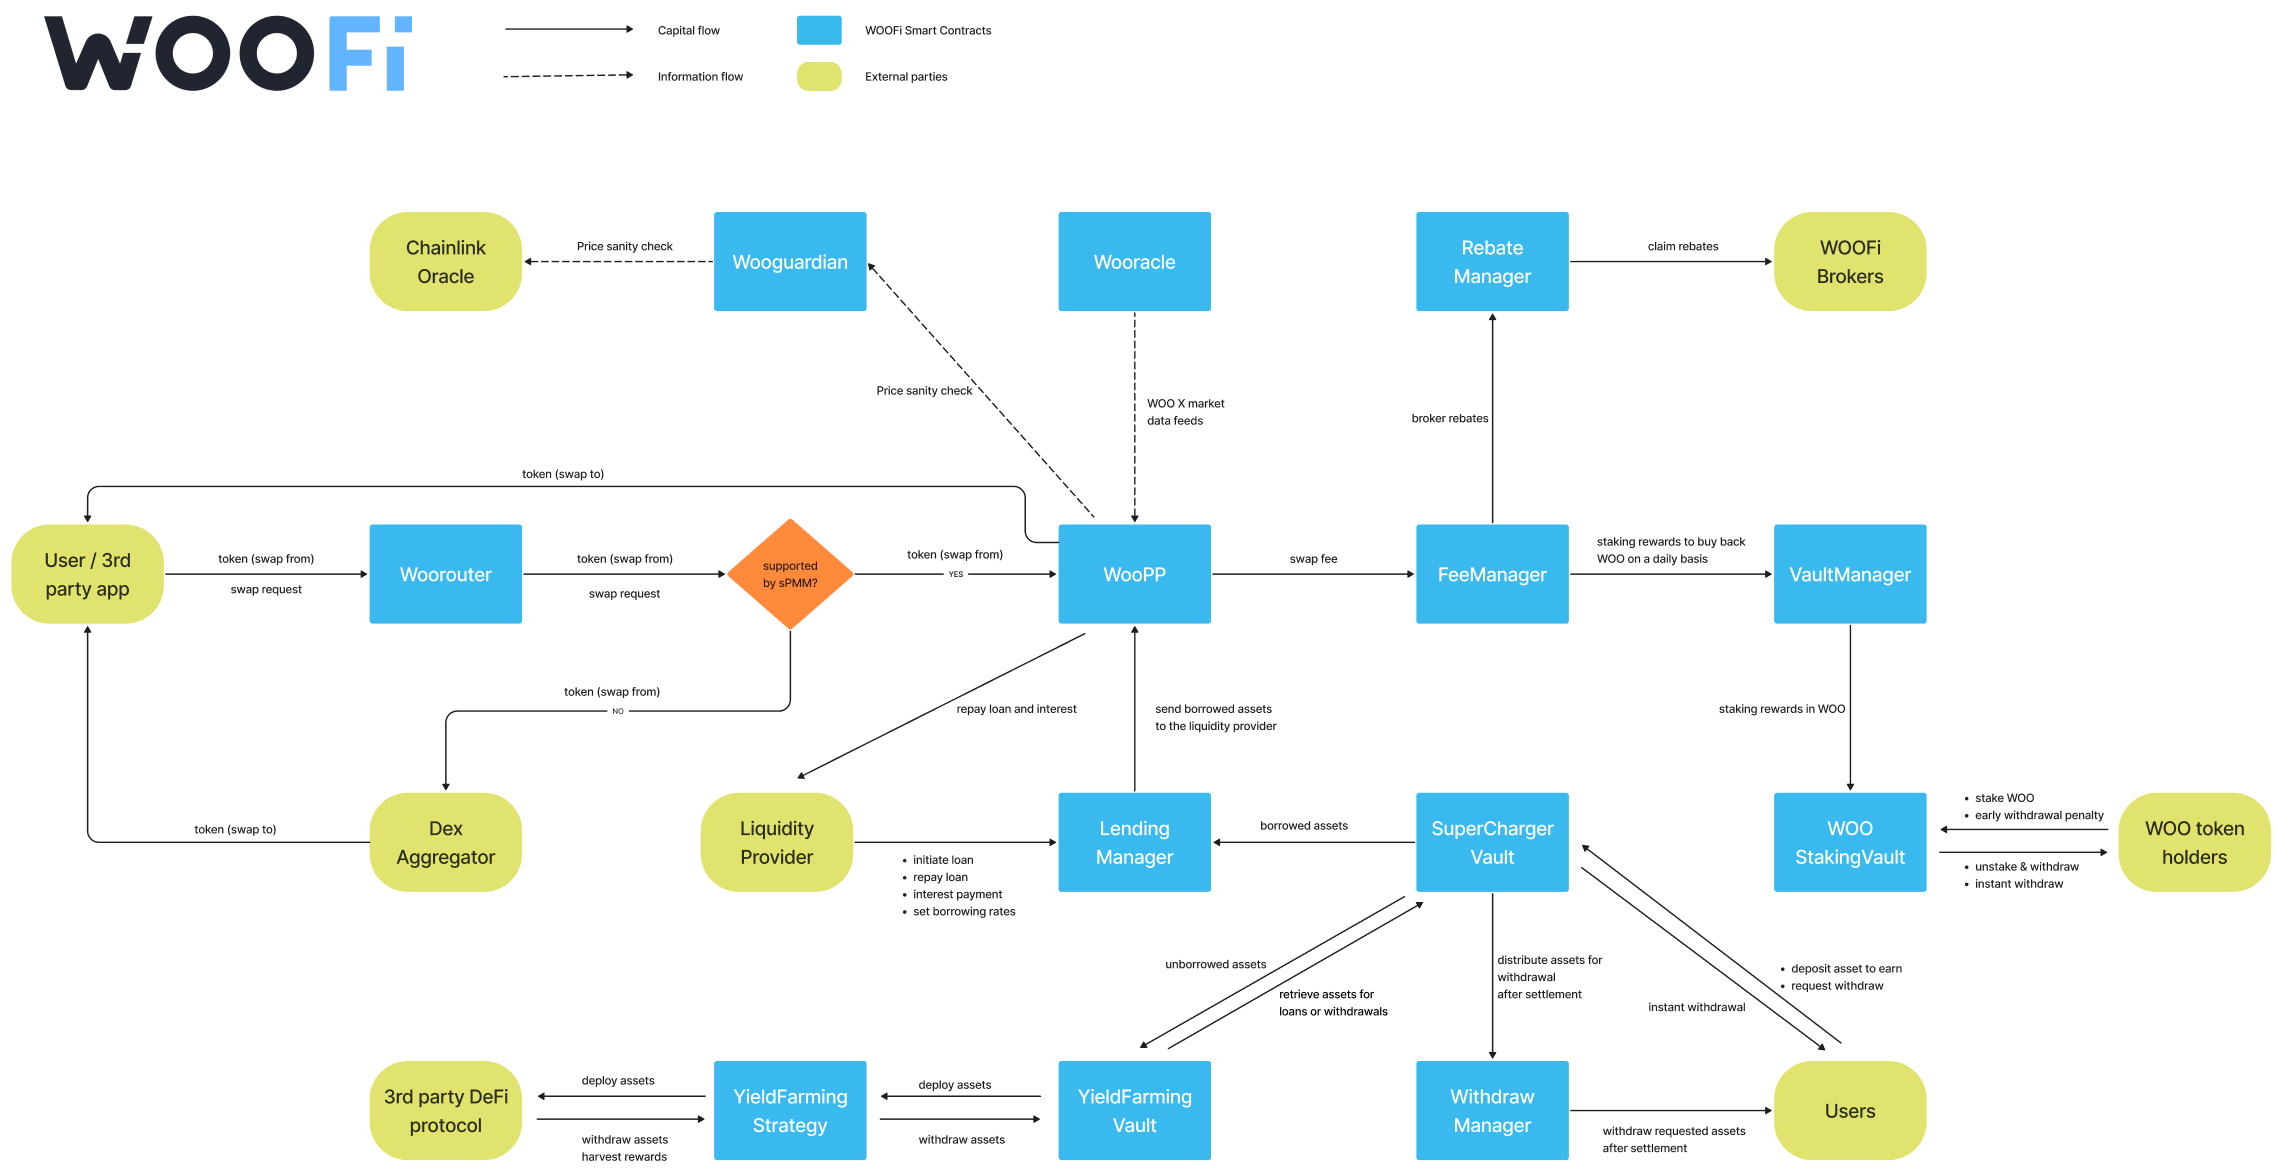 WOOFi
Capital flow
WOOFi Smart Contracts
Information flow
External parties
Chainlink
Oracle
Price sanity check
Wooguardian
Wooracle
Rebate
Manager
claim rebates
WOOFi
Brokers
Price sanity check
WOO X market
data feeds
broker rebates
token (swap to)
User / 3rd
party app
token (swap from)
swap request
Woorouter
token (swap from)
swap request
supported
by sPMM?
token (swap from)
YES
WooPP
swap fee
FeeManager
staking rewards to buy back
WOO on a daily basis
VaultManager
token (swap from)
NO
repay loan and interest
send borrowed assets
to the liquidity provider
staking rewards in WOO
token (swap to)
Dex
Aggregator
Liquidity
Provider
• initiate loan
• repay loan
• interest payment
• set borrowing rates
Lending
Manager
borrowed assets
SuperCharger
Vault
WOO
StakingVault
• stake WOO
• early withdrawal penalty
• unstake & withdraw
• instant withdraw
WOO token
holders
unborrowed assets
retrieve assets for
loans or withdrawals
distribute assets for
withdrawal
after settlement
instant withdrawal
• deposit asset to earn
• request withdraw
3rd party DeFi
protocol
deploy assets
withdraw assets
harvest rewards
YieldFarming
Strategy
deploy assets
withdraw assets
YieldFarming
Vault
Withdraw
Manager
withdraw requested assets
after settlement
Users